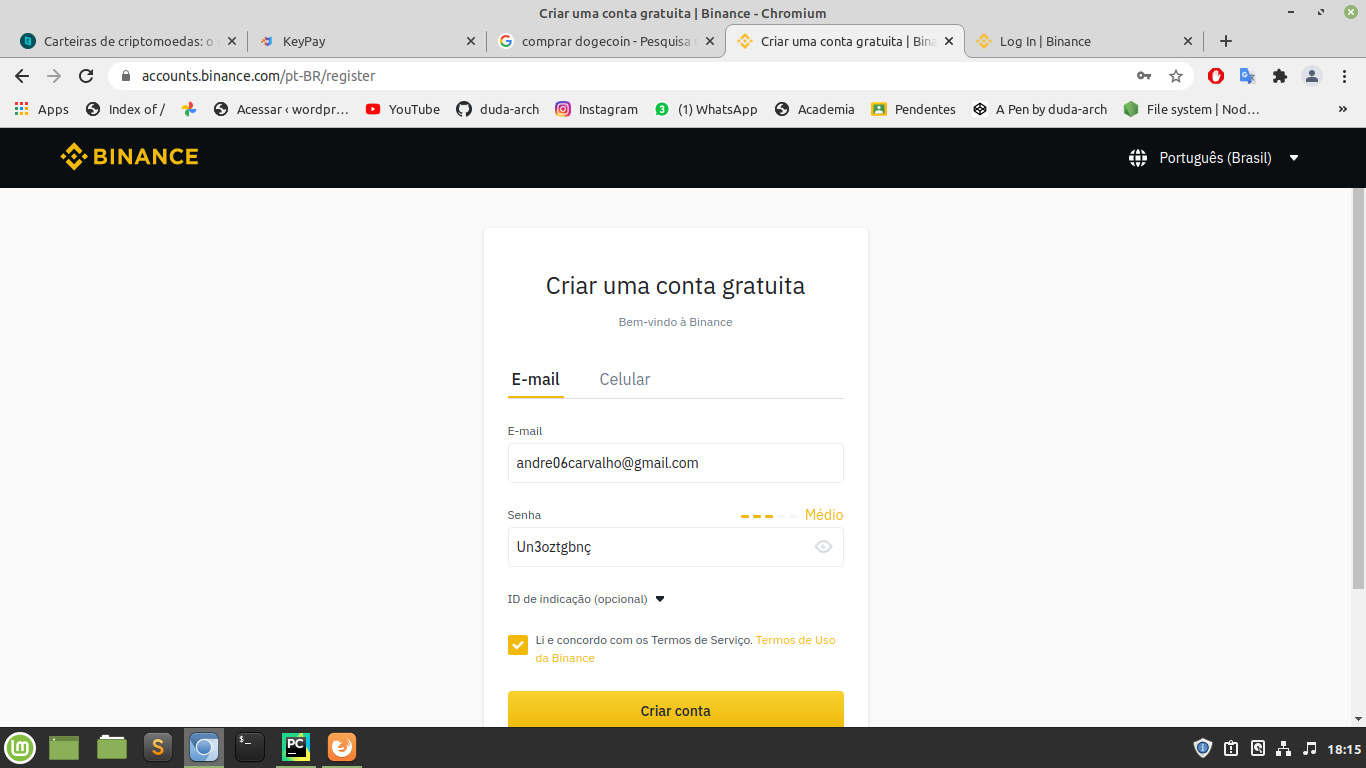 Criar uma conta gratuita | Binance - Chromium
Carteiras de criptomoedas: o
KeyPay
comprar dogecoin - Pesquisa
Criar uma conta gratuita | Bina
Log In | Binance
accounts.binance.com/pt-BR/register
Apps
Index of /
Acessar ‹ wordpr...
YouTube
duda-arch
Instagram
3
(1) WhatsApp
Academia
Pendentes
A Pen by duda-arch
File system | Nod...
»
BINANCE
Português (Brasil)
Criar uma conta gratuita
Bem-vindo à Binance
E-mail
Celular
E-mail
andre06carvalho@gmail.com
Senha
Médio
Un3oztgbnç
ID de indicação (opcional)
Li e concordo com os Termos de Serviço. Termos de Uso
da Binance
Criar conta
S
$_
PC
18:15